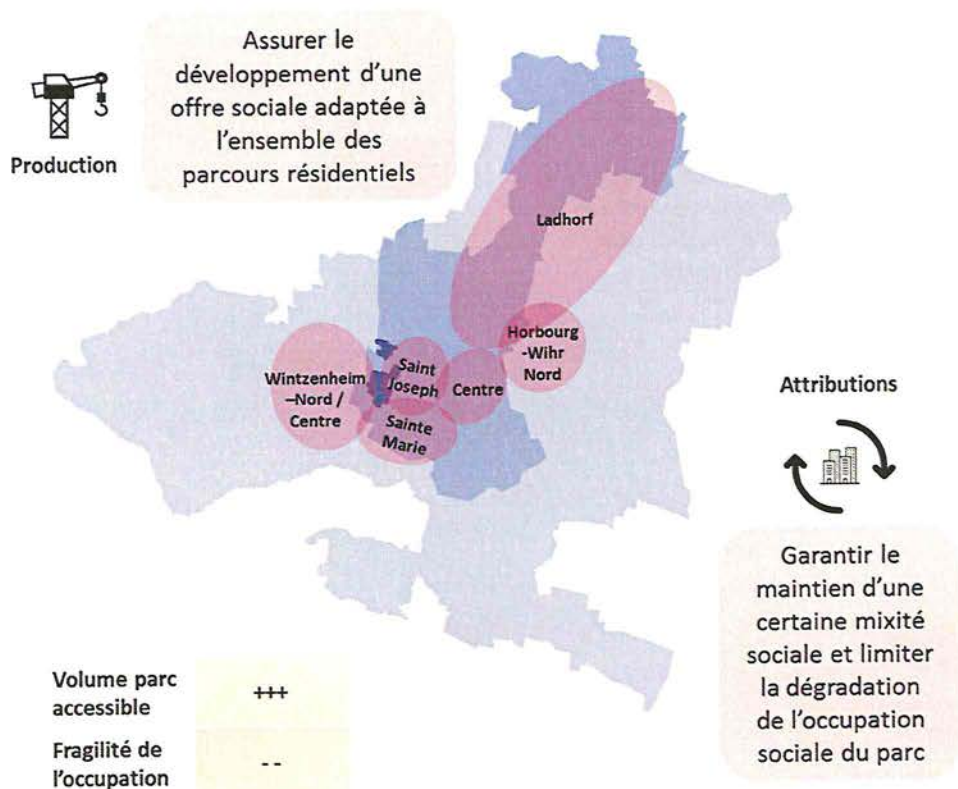 Assurer le
développement d'une
offre sociale adaptée à
l'ensemble des
parcours résidentiels
Production
Ladhorf
Horbourg
-Wihr
Nord
Saint
Joseph
Centre
Wintzenheim
–Nord /
Centre
Sainte
Marie
Attributions
Garantir le
maintien d'une
certaine mixité
sociale et limiter
la dégradation
de l'occupation
sociale du parc
Volume parc
accessible
+++
Fragilité de
l'occupation
--